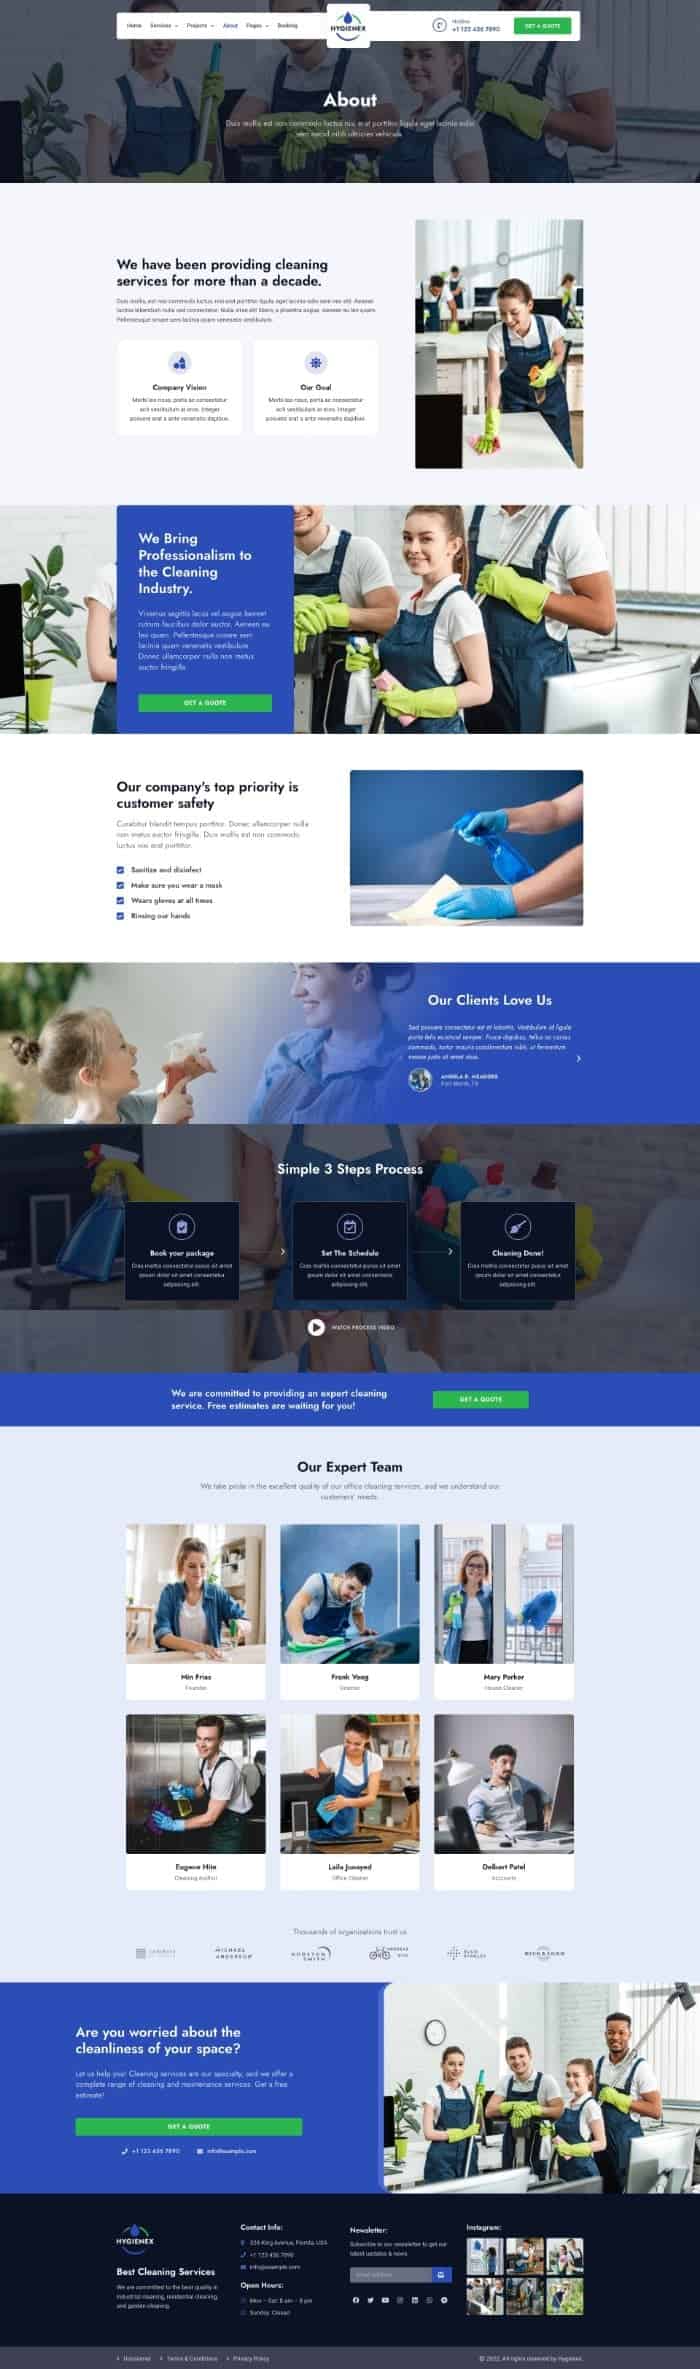 Home Services Projects About Pages Booking
HYGIENEX
Hotline
+1 123 456 7890
GET A QUOTE
About
Duis mollis est non commodo luctus nisi erat porttitor ligula eget lacinia odio
sem necid nibh ultricies vehicula.
We have been providing cleaning
services for more than a decade.
Duis mollis, est non commodo luctus, nisi erat porttitor ligula, eget lacinia odio sem nec elit. Aenean
lacinia bibendum nulla sed consectetur. Nulla vitae elit libero, a pharetra augue. Aenean eu leo quam.
Pellentesque ornare sem lacinia quam venenatis vestibulum.
Company Vision
Morbi leo risus, porta ac consectetur
acit vestibulum at eros. Integer
posuere erat a ante venenatis dapibus.
Our Goal
Morbi leo risus, porta ac consectetur
acit vestibulum at eros. Integer
posuere erat a ante venenatis dapibus.
We Bring
Professionalism to
the Cleaning
Industry.
Vivamus sagittis lacus vel augue laoreet
rutrum faucibus dolor auctor. Aenean eu
leo quam. Pellentesque ornare sem
lacinia quam venenatis vestibulum.
Donec ullamcorper nulla non metus
auctor fringilla
GET A QUOTE
Our company's top priority is
customer safety
Curabitur blandit tempus porttitor. Donec ullamcorper nulla
non metus auctor fringilla. Duis mollis est non commodo
luctus nisi erat porttitor.
Sanitize and disinfect
Make sure you wear a mask
Wears gloves at all times
Rinsing our hands
Our Clients Love Us
Sed posuere consectetur est at lobortis. Vestibulum id ligula
porta felis euismod semper. Fusce dapibus, tellus ac cursus
commodo, tortor mauris condimentum nibh, ut fermentum
massa justo sit amet risus.
ANGELA R. MEADORS
Fort Worth, TX
Simple 3 Steps Process
Book your package
Cras mattis consectetur purus sit amet
ipsum dolor sit amet consectetur
adipiscing elit.
Set The Schedule
Cras mattis consectetur purus sit amet
ipsum dolor sit amet consectetur
adipiscing elit.
Cleaning Done!
Cras mattis consectetur purus sit amet
ipsum dolor sit amet consectetur
adipiscing elit.
WATCH PROCESS VIDEO
We are committed to providing an expert cleaning
service. Free estimates are waiting for you!
GET A QUOTE
Our Expert Team
We take pride in the excellent quality of our office cleaning services, and we understand our
customers' needs.
Min Frias
Founder
Frank Voog
Director
Mary Parker
House Cleaner
Eugene Hite
Cleaning Author
Laila Junayed
Office Cleaner
Delbert Patel
Accounts
Thousands of organizations trust us
MICHAEL
ANDERSON
SMITH
Are you worried about the
cleanliness of your space?
Let us help you! Cleaning services are our specialty, and we offer a
complete range of cleaning and maintenance services. Get a free
estimate!
GET A QUOTE
+1 123 456 7890 info@example.com
HYGIENEX
Best Cleaning Services
We are committed to the best quality in
industrial cleaning, residential cleaning,
and garden cleaning.
Contact Info:
King Avenue, Florida, USA
+1 123 456 7890
info@example.com
Open Hours:
Mon – Sat: 8 am – 5 pm
Sunday: Closed
Newsletter:
Subscribe to our newsletter to get our
latest updates & news
Email address
Instagram:
Disclaimer Terms & Conditions Privacy Policy
© 2022. All rights reserved by Hygienex.